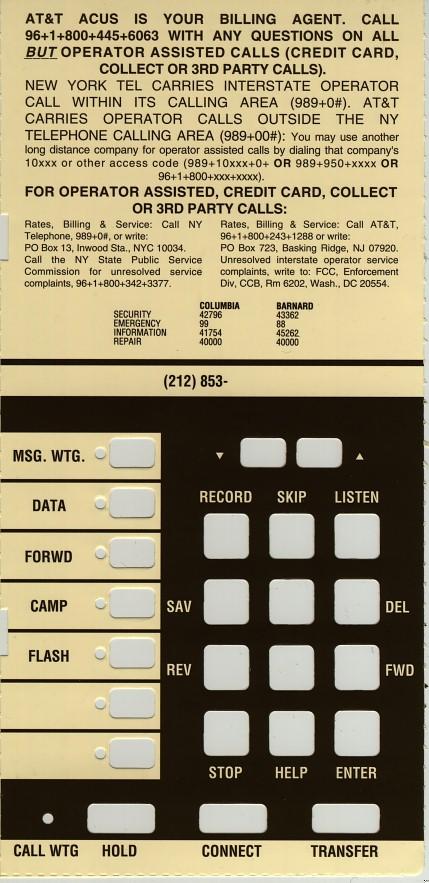 AT&T ACUS IS YOUR BILLING AGENT. CALL
96+1+800+445+6063 WITH ANY QUESTIONS ON ALL
BUT OPERATOR ASSISTED CALLS (CREDIT CARD,
COLLECT OR 3RD PARTY CALLS).
NEW YORK TEL CARRIES INTERSTATE OPERATOR
CALL WITHIN ITS CALLING AREA (989+0#). AT&T
CARRIES OPERATOR CALLS OUTSIDE THE NY
TELEPHONE CALLING AREA (989+00#): You may use another
long distance company for operator assisted calls by dialing that company's
10xxx or other access code (989+10xxx+0+ OR 989+950+xxxx OR
96+1+800+xxx+xxxx).
FOR OPERATOR ASSISTED, CREDIT CARD, COLLECT
OR 3RD PARTY CALLS:
Rates, Billing & Service: Call NY
Telephone, 989+0#, or write:
PO Box 13, Inwood Sta., NYC 10034.
Call the NY State Public Service
Commission for unresolved service
complaints, 96+1+800+342+3377.
Rates, Billing & Service: Call AT&T,
96+1+800+243+1288 or write:
PO Box 723, Basking Ridge, NJ 07920.
Unresolved interstate operator service
complaints, write to: FCC, Enforcement
Div, CCB, Rm 6202, Wash., DC 20554.
COLUMBIA BARNARD
SECURITY 42796 43362
EMERGENCY 99 88
INFORMATION 41754 45262
REPAIR 40000 40000
(212) 853-
MSG. WTG.
DATA
RECORD SKIP LISTEN
FORWD
CAMP
SAV DEL
FLASH
REV FWD
STOP HELP ENTER
CALL WTG HOLD CONNECT TRANSFER